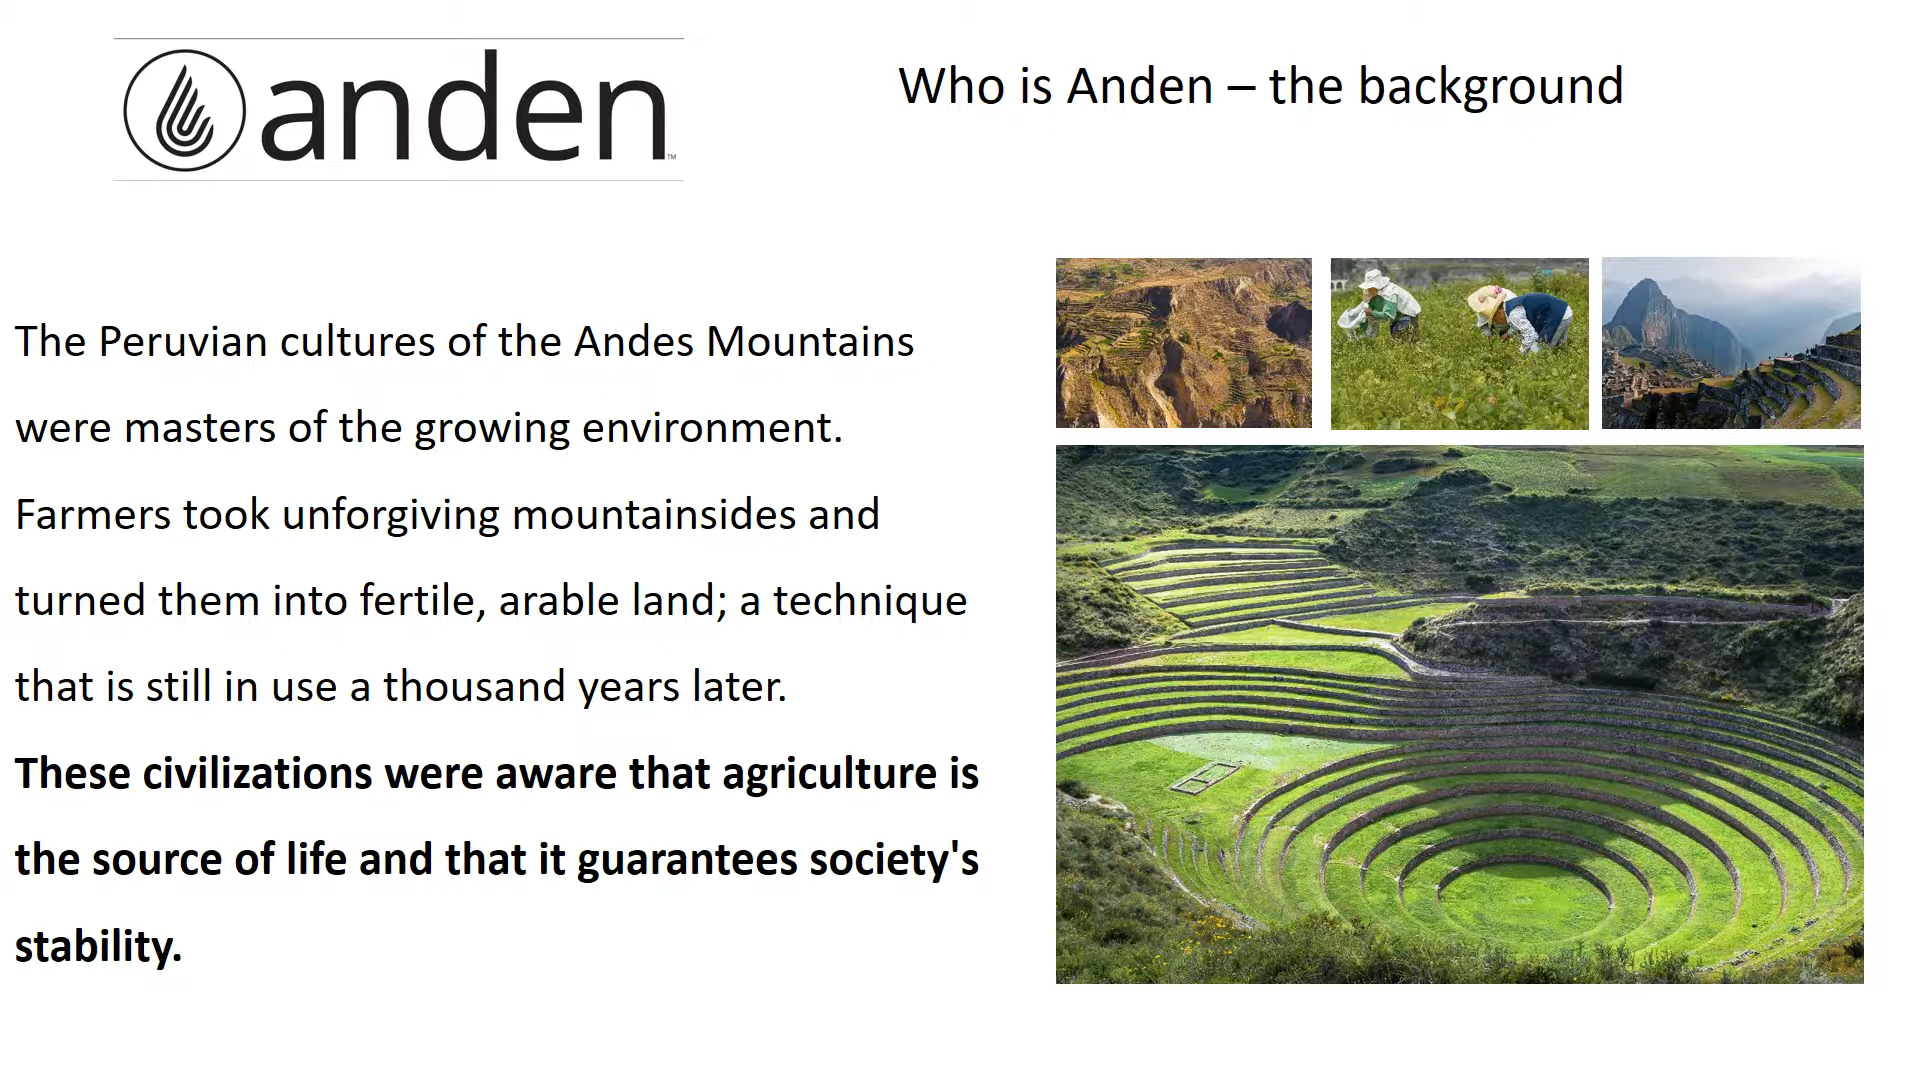 anden
TM
Who is Anden – the background
The Peruvian cultures of the Andes Mountains
were masters of the growing environment.
Farmers took unforgiving mountainsides and
turned them into fertile, arable land; a technique
that is still in use a thousand years later.
These civilizations were aware that agriculture is
the source of life and that it guarantees society's
stability.